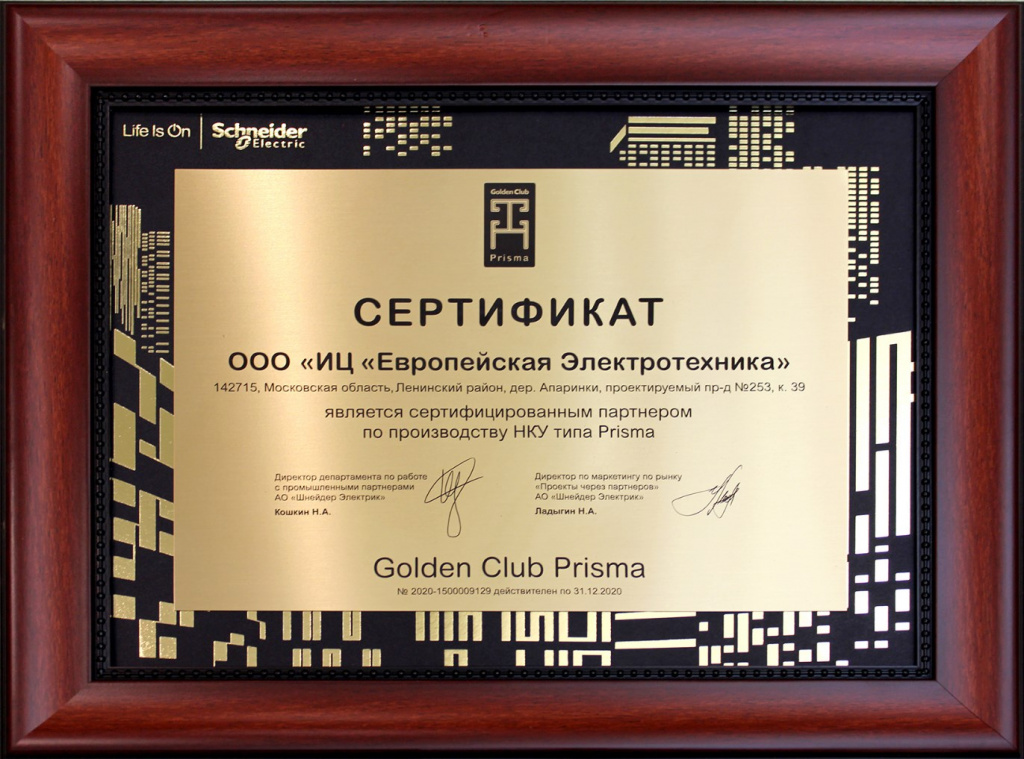 Life Is On
Schneider
Electric
Golden Club
Prisma
СЕРТИФИКАТ
ООО «ИЦ «Европейская Электротехника»
142715, Московская область, Ленинский район, дер. Апаринки, проектируемый пр-д №253, к. 39
является сертифицированным партнером
по производству НКУ типа Prisma
Директор департамента по работе
с промышленными партнерами
АО «Шнейдер Электрик»
Кошкин Н.А.
Директор по маркетингу по рынку
«Проекты через партнеров»
АО «Шнейдер Электрик»
Ладыгин Н.А.
Golden Club Prisma
№ 2020-1500009129 действителен по 31.12.2020